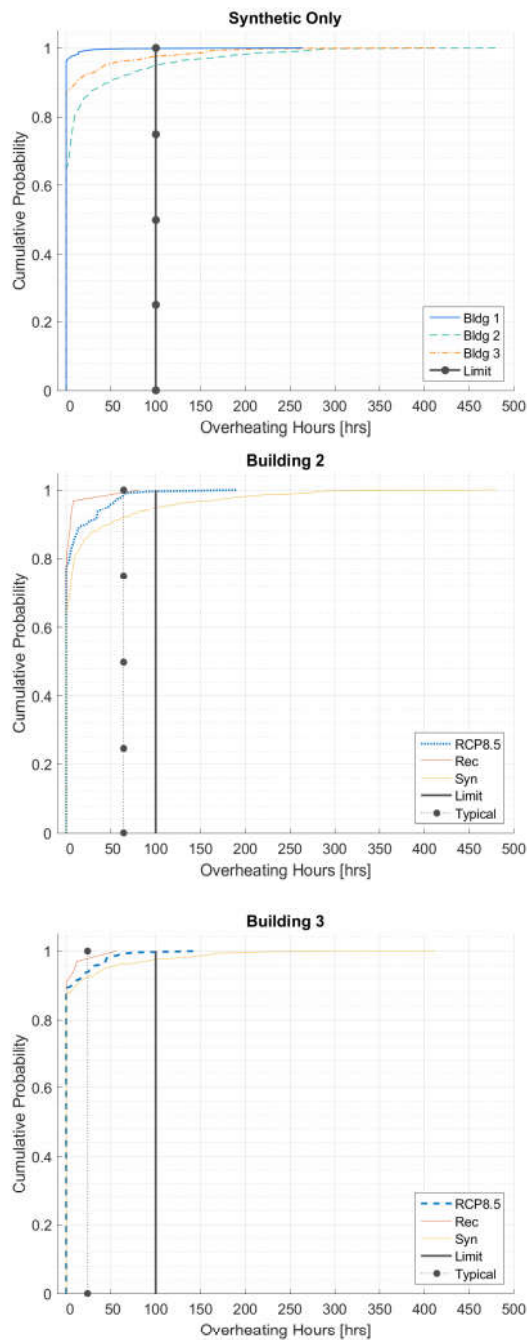 Synthetic Only
1
0.8
0.6
0.4
0.2
0
Cumulative Probability
Bldg 1
Bldg 2
Bldg 3
Limit
0 50 100 150 200 250 300 350 400 450 500
Overheating Hours [hrs]
Building 2
1
0.8
0.6
0.4
0.2
0
Cumulative Probability
RCP8.5
Rec
Syn
Limit
Typical
0 50 100 150 200 250 300 350 400 450 500
Overheating Hours [hrs]
Building 3
1
0.8
0.6
0.4
0.2
0
Cumulative Probability
RCP8.5
Rec
Syn
Limit
Typical
0 50 100 150 200 250 300 350 400 450 500
Overheating Hours [hrs]